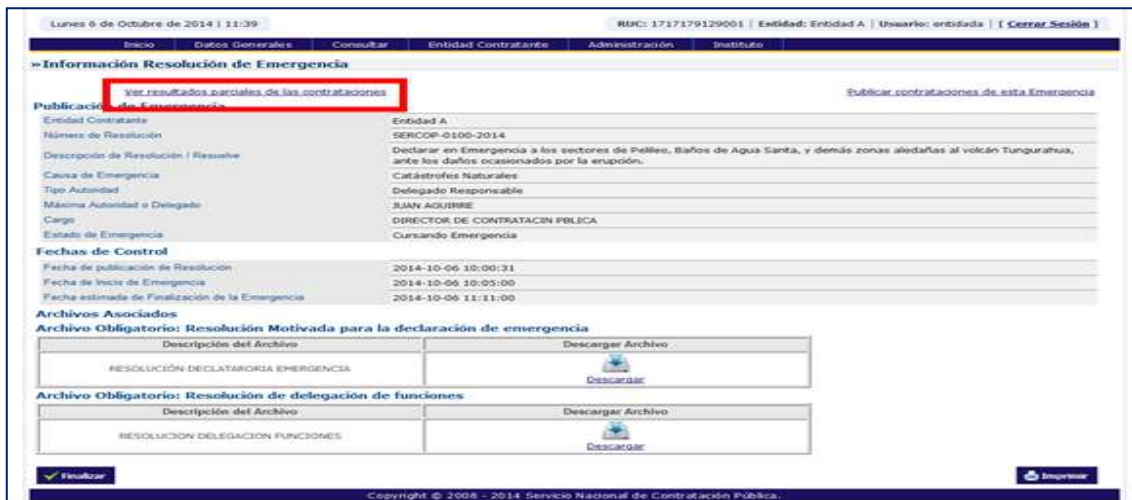 Lunes 6 de Octubre de 2014 | 11:39 RUC: 1717179129001 | Entidad: Entidad A | Usuario: entidada | [ Cerrar Sesión ]
Inicio Datos Generales Consultar Entidad Contratante Administración Instituto
»Información Resolución de Emergencia
Ver resultados parciales de las contrataciones Publicar contrataciones de esta Emergencia
Publicación de Emergencia
Entidad Contratante Entidad A
Número de Resolución SERCOP-0100-2014
Descripción de Resolución / Resuelve Declarar en Emergencia a los sectores de Pelileo, Baños de Agua Santa, y demás zonas aledañas al volcán Tungurahua,
ante los daños ocasionados por la erupción.
Causa de Emergencia Catástrofes Naturales
Tipo Autoridad Delegado Responsable
Máxima Autoridad o Delegado JUAN AGUIRRE
Cargo DIRECTOR DE CONTRATACIN PBLICA
Estado de Emergencia Cursando Emergencia
Fechas de Control
Fecha de publicación de Resolución 2014-10-06 10:00:31
Fecha de Inicio de Emergencia 2014-10-06 10:05:00
Fecha estimada de Finalización de la Emergencia 2014-10-06 11:11:00
Archivos Asociados
Archivo Obligatorio: Resolución Motivada para la declaración de emergencia
Descripción del Archivo Descargar Archivo
RESOLUCIÓN DECLATARORIA EMERGENCIA Descargar
Archivo Obligatorio: Resolución de delegación de funciones
Descripción del Archivo Descargar Archivo
RESOLUCION DELEGACION FUNCIONES Descargar
Finalizar Imprimir
Copyright © 2008 - 2014 Servicio Nacional de Contratación Pública.